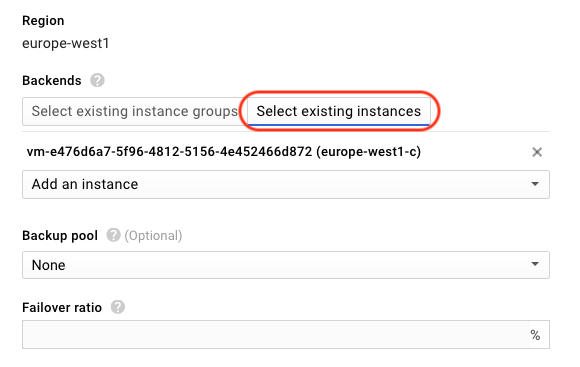 Region
europe-west1
Backends ? 
Select existing instance groups Select existing instances
vm-e476d6a7-5f96-4812-5156-4e452466d872 (europe-west1-c) ×
Add an instance
Backup pool ? (Optional)
None
Failover ratio ?
%